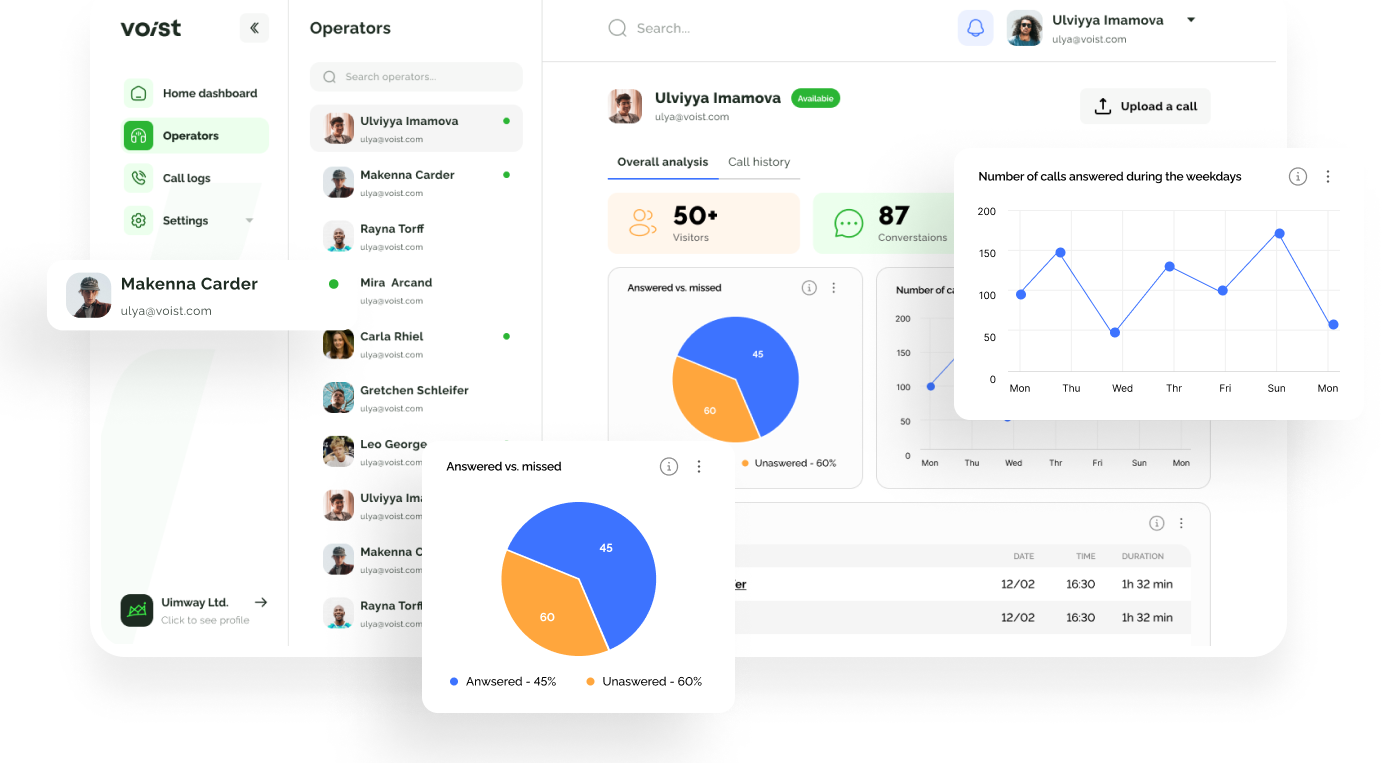 voist
Home dashboard
Operators
Call logs
Settings
Makenna Carder
ulya@voist.com
Uimway Ltd.
Click to see profile
Operators
Search operators...
Ulviyya Imamova
ulya@voist.com
Makenna Carder
ulya@voist.com
Rayna Torff
ulya@voist.com
Mira Arcand
ulya@voist.com
Carla Rhiel
ulya@voist.com
Gretchen Schleifer
ulya@voist.com
Leo George
ulya@voist.com
Ulviyya Ima
ulya@voist.com
Makenna C
ulya@voist.com
Rayna Torff
ulya@voist.com
Search...
Ulviyya Imamova
ulya@voist.com
Ulviyya Imamova
Available
ulya@voist.com
Upload a call
Overall analysis
Call history
50+
Visitors
87
Converstaions
Answered vs. missed
45
60
Unaswered - 60%
Number of ca
200
150
100
50
0
Mon Thu Wed Thr Fri Sun Mon
Number of calls answered during the weekdays
200
150
100
50
0
Mon Thu Wed Thr Fri Sun Mon
Answered vs. missed
45
60
Anwsered - 45%
Unaswered - 60%
DATE TIME DURATION
fer 12/02 16:30 1h 32 min
12/02 16:30 1h 32 min